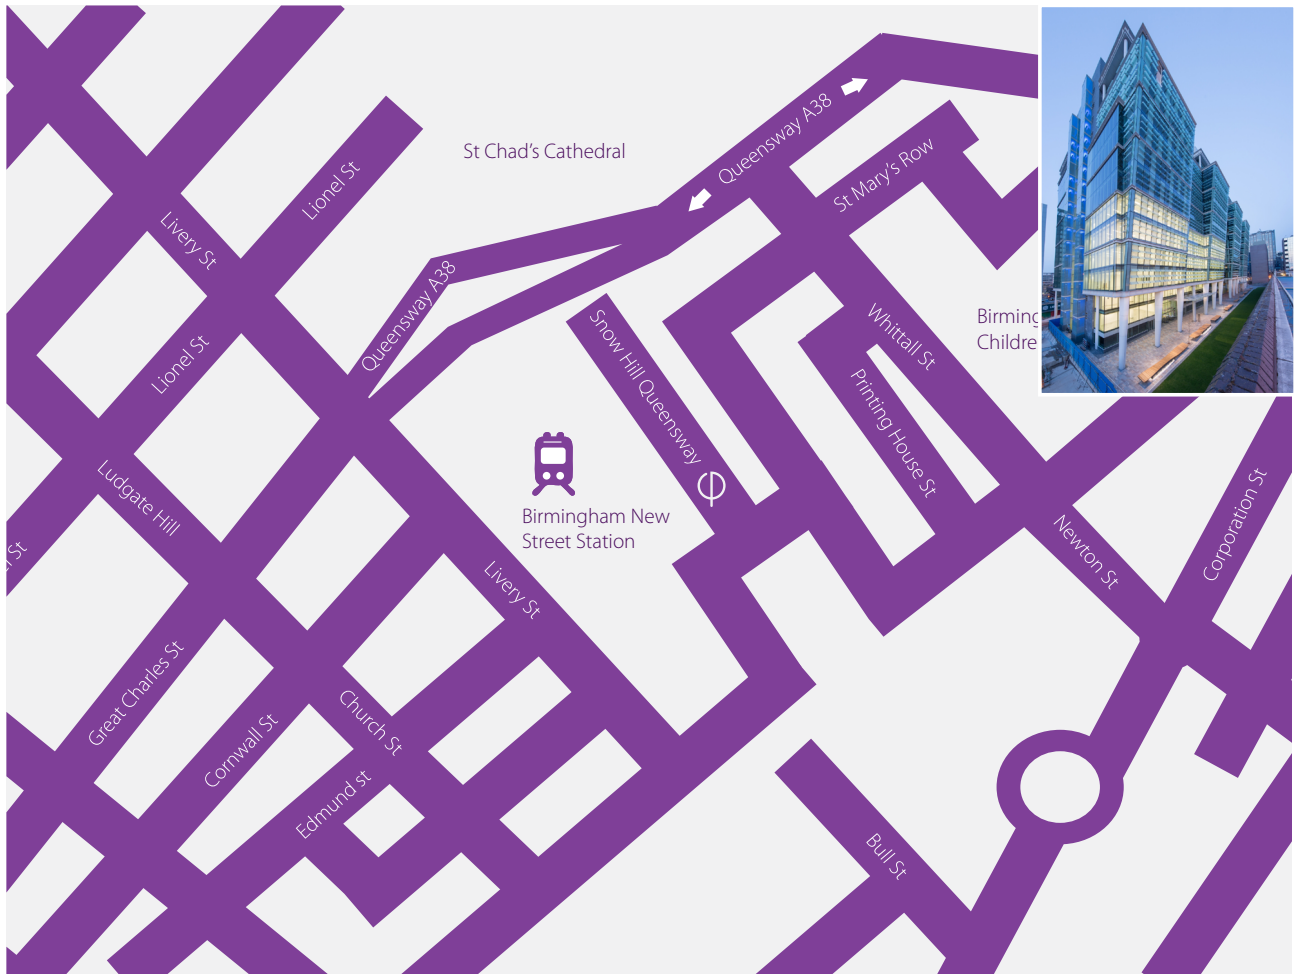 St Chad's Cathedral
Queensway A38
St Mary's Row
Lionel St
Livery St
Queensway A38
Lionel St
Snow Hill Queensway
Whittall St
Birming
Childre
Printing House St
Ludgate Hill
Birmingham New
Street Station
Newton St
Corporation St
Livery St
Great Charles St
Cornwall St
Church St
Edmund st
Bull St